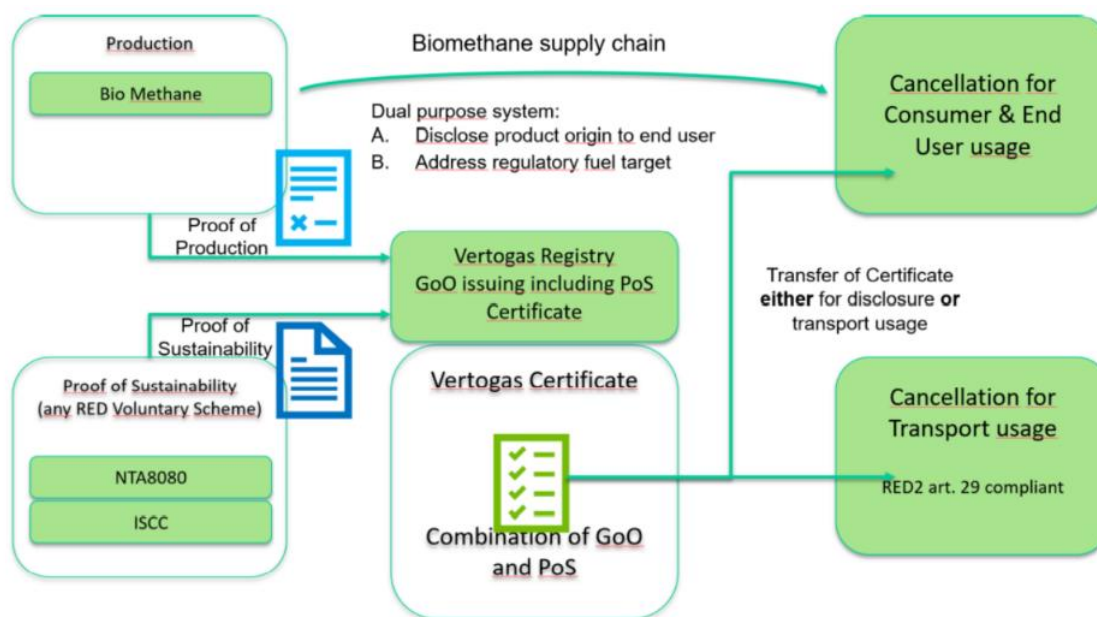 Production
Bio Methane
Biomethane supply chain
Dual purpose system:
A. Disclose product origin to end user
B. Address regulatory fuel target
Cancellation for
Consumer & End
User usage
Proof of
Production
Vertogas Registry
GoO issuing including PoS
Certificate
Transfer of Certificate
either for disclosure or
transport usage
Proof of
Sustainability
Proof of Sustainability
(any RED Voluntary Scheme)
NTA8080
ISCC
Vertogas Certificate
Combination of GoO
and PoS
Cancellation for
Transport usage
RED2 art. 29 compliant